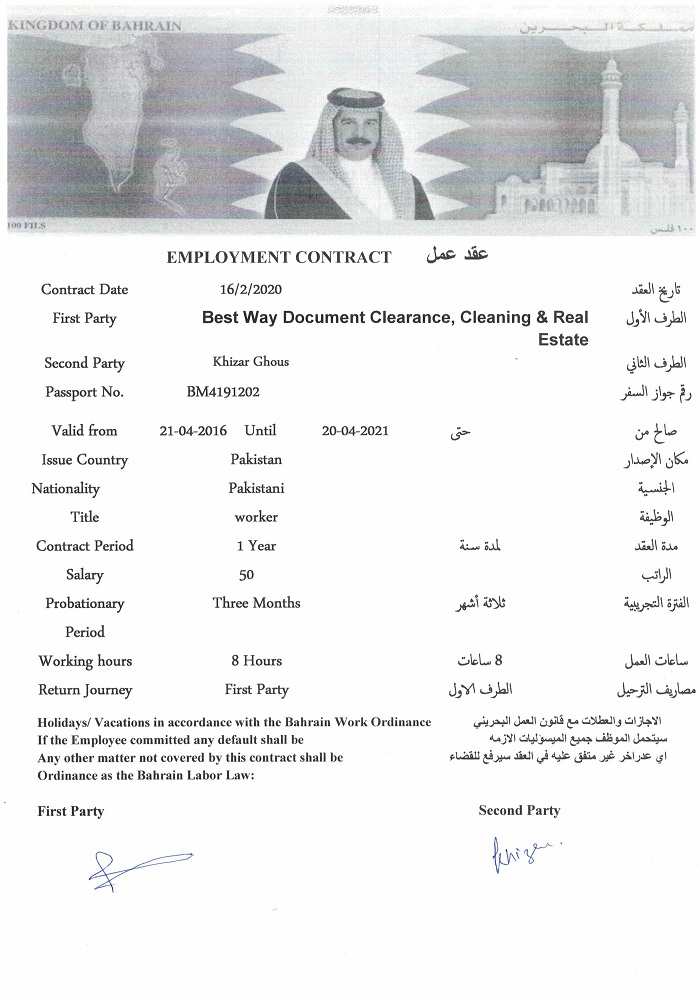 KINGDOM OF BAHRAIN مملكة البحرين
100 FILS ١٠٠ فلس
EMPLOYMENT CONTRACT عقد عمل
Contract Date 16/2/2020 تاريخ العقد
First Party Best Way Document Clearance, Cleaning & Real الطرف الأول
Estate
Second Party Khizar Ghous الطرف الثاني
Passport No. BM4191202 رقم جواز السفر
Valid from 21-04-2016 Until 20-04-2021 حتى صالح من
Issue Country Pakistan مكان الإصدار
Nationality Pakistani الجنسية
Title worker الوظيفة
Contract Period 1 Year لمدة سنة مدة العقد
Salary 50 الراتب
Probationary Three Months ثلاثة أشهر الفترة التجريبية
Period
Working hours 8 Hours 8 ساعات ساعات العمل
Return Journey First Party الطرف الاول مصاريف الترحيل
Holidays/ Vacations in accordance with the Bahrain Work Ordinance الاجازات والعطلات مع قانون العمل البحريني
If the Employee committed any default shall be سيتحمل الموظف جميع الميسؤليات الازمه
Any other matter not covered by this contract shall be اي عدراخر غير متفق عليه في العقد سيرفع للقضاء
Ordinance as the Bahrain Labor Law:
First Party Second Party
Khizar